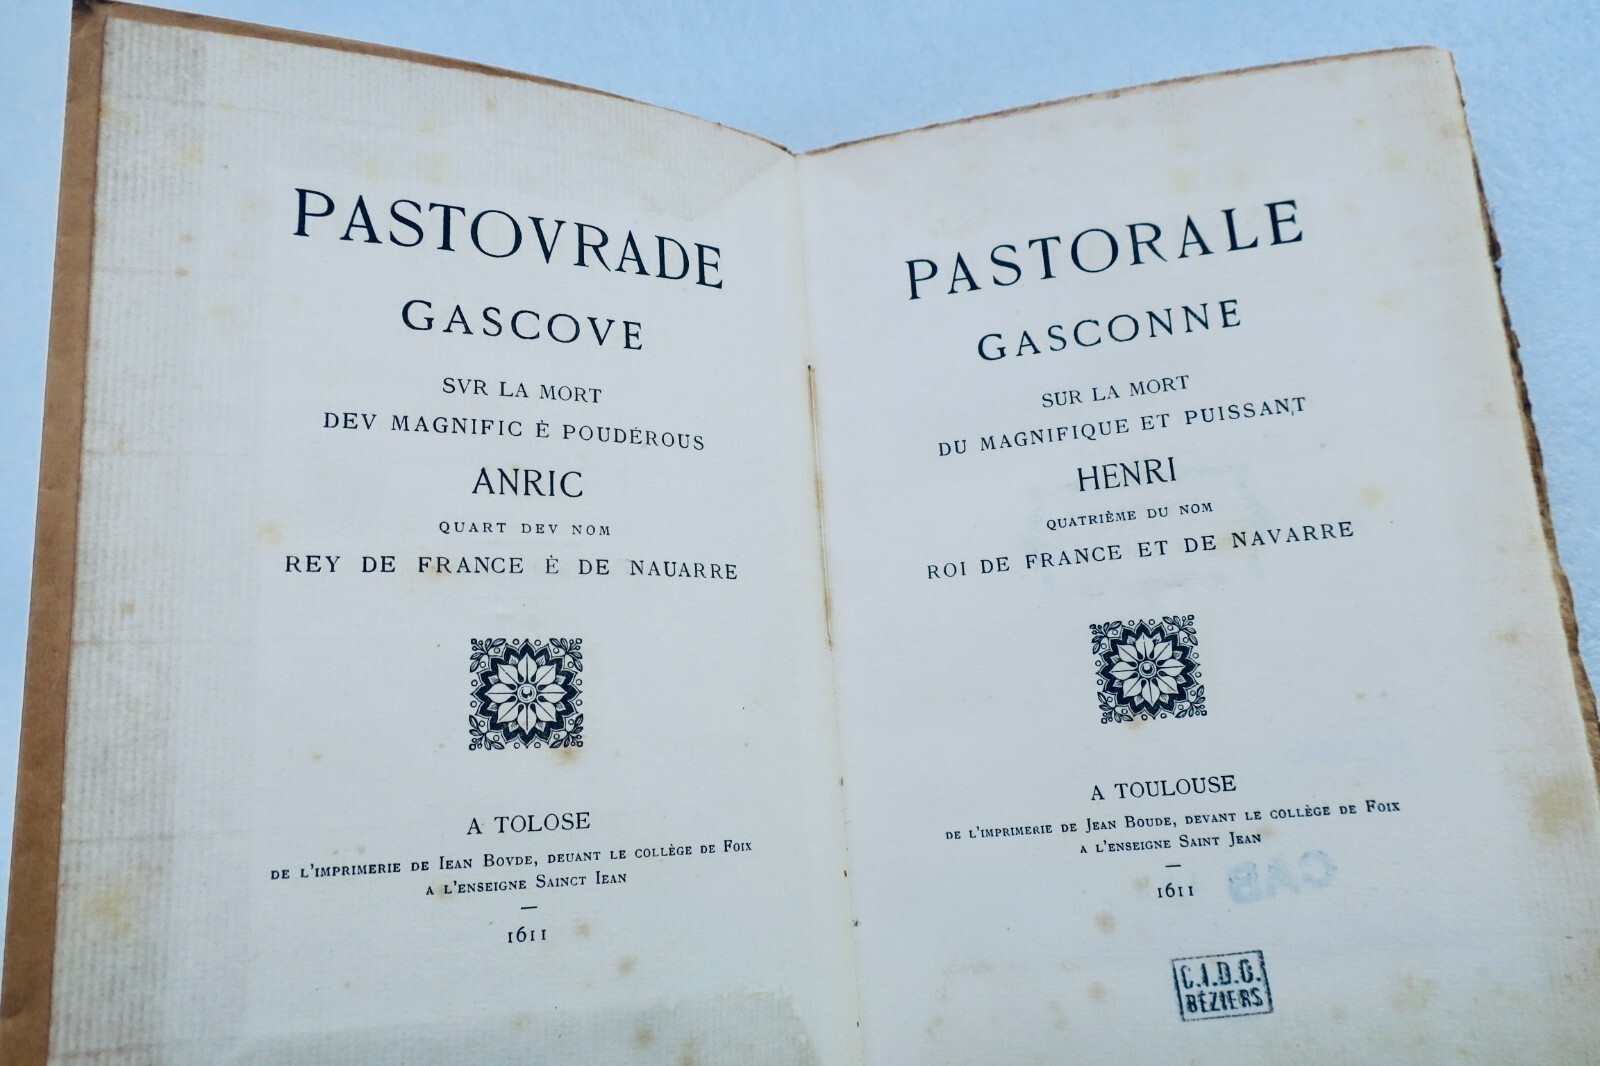 PASTOVRADE
GASCOVE
SVR LA MORT
DEV MAGNIFIC È POUDÉROUS
ANRIC
QUART DEV NOM
REY DE FRANCE È DE NAUARRE
A TOLOSE
DE L'IMPRIMERIE DE IEAN BOVDE, DEUANT LE COLLÈGE DE FOIX
A L'ENSEIGNE SAINCT IEAN
1611
PASTORALE
GASCONNE
SUR LA MORT
DU MAGNIFIQUE ET PUISSANT
HENRI
QUATRIÈME DU NOM
ROI DE FRANCE ET DE NAVARRE
A TOULOUSE
DE L'IMPRIMERIE DE JEAN BOUDE, DEVANT LE COLLÈGE DE FOIX
A L'ENSEIGNE SAINT JEAN
1611
CAB
C.I.D.O.
BÉZIERS